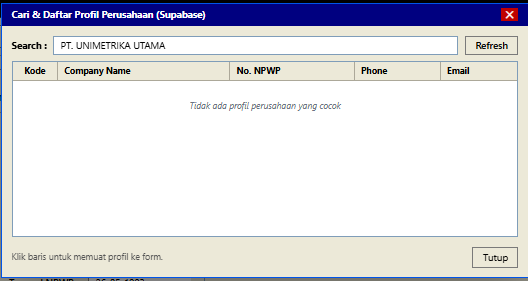 Cari & Daftar Profil Perusahaan (Supabase)
Search : PT. UNIMETRIKA UTAMA Refresh
Kode Company Name No. NPWP Phone Email
Tidak ada profil perusahaan yang cocok
Klik baris untuk memuat profil ke form. Tutup